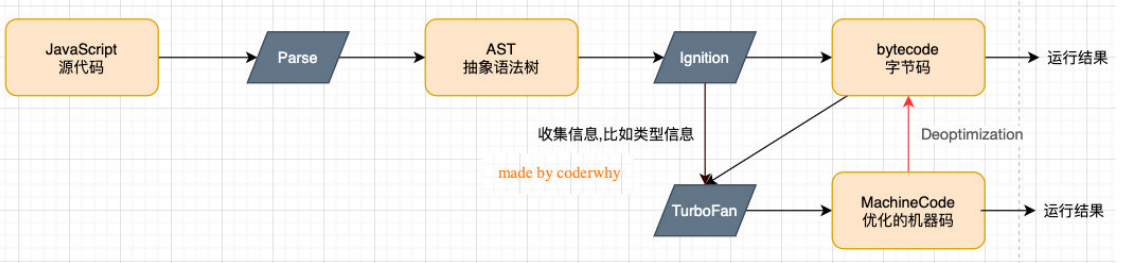 JavaScript
源代码
Parse
AST
抽象语法树
Ignition
bytecode
字节码
运行结果
收集信息,比如类型信息
Deoptimization
made by coderwhy
TurboFan
MachineCode
优化的机器码
运行结果